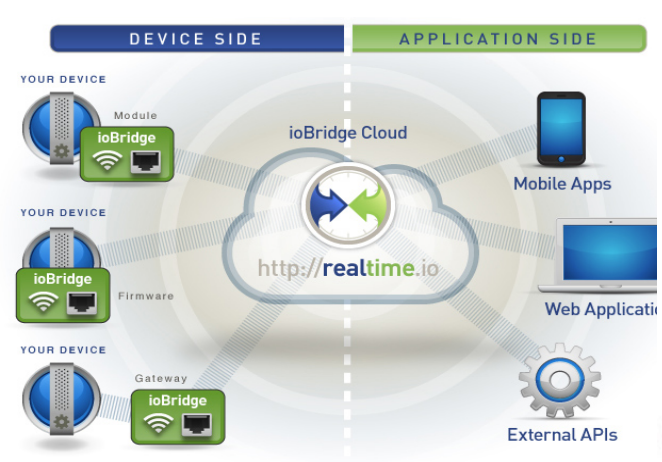 DEVICE SIDE
APPLICATION SIDE
YOUR DEVICE
Module
ioBridge
ioBridge Cloud
Mobile Apps
YOUR DEVICE
ioBridge
Firmware
http://realtime.io
Web Applicatio
YOUR DEVICE
Gateway
ioBridge
External APIs